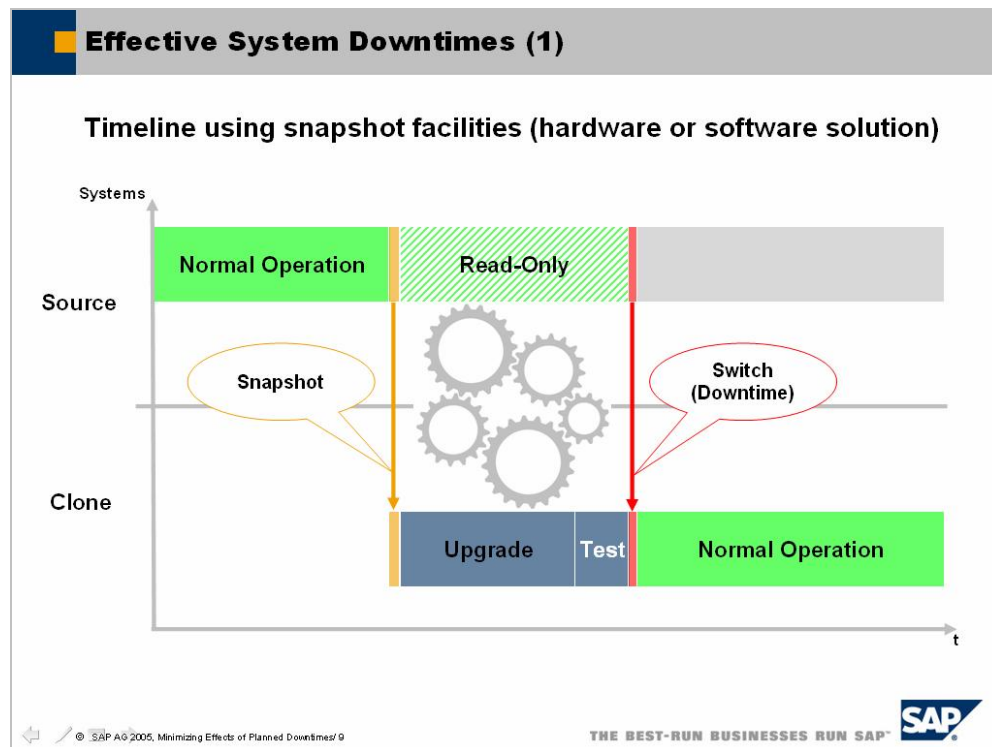 Effective System Downtimes (1)
Timeline using snapshot facilities (hardware or software solution)
Systems
Normal Operation
Read-Only
Source
Snapshot
Switch
(Downtime)
Clone
Upgrade
Test
Normal Operation
t
© SAP AG 2005, Minimizing Effects of Planned Downtimes/ 9
THE BEST-RUN BUSINESSES RUN SAP™
SAP